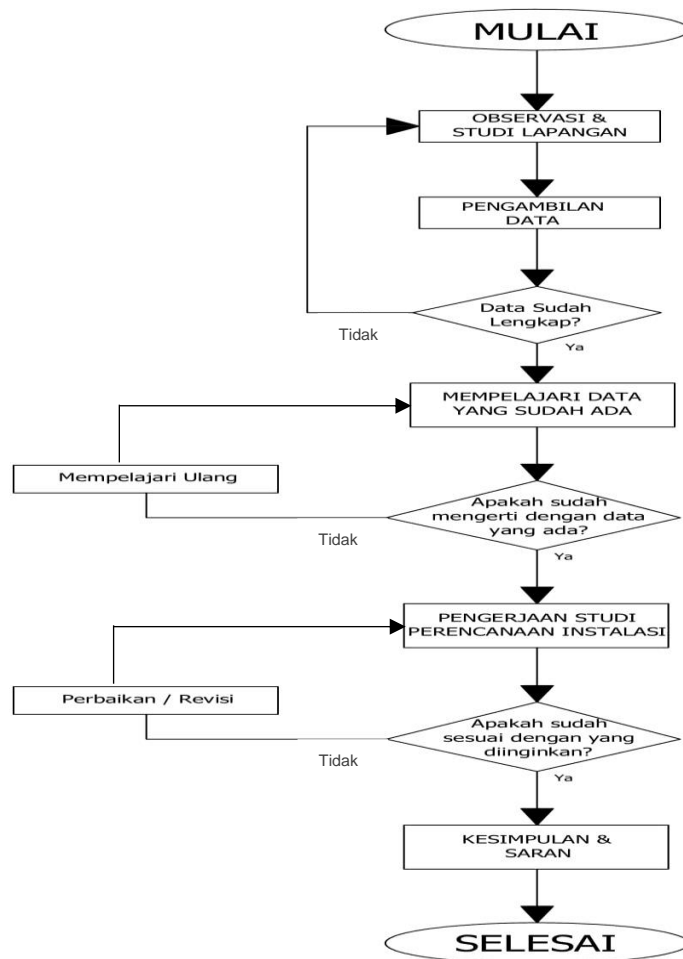 MULAI
OBSERVASI &
STUDI LAPANGAN
PENGAMBILAN
DATA
Data Sudah
Lengkap?
Tidak
Ya
MEMPELAJARI DATA
YANG SUDAH ADA
Mempelajari Ulang
Apakah sudah
mengerti dengan data
yang ada?
Tidak
Ya
PENGERJAAN STUDI
PERENCANAAN INSTALASI
Perbaikan / Revisi
Apakah sudah
sesuai dengan yang
diinginkan?
Tidak
Ya
KESIMPULAN &
SARAN
SELESAI